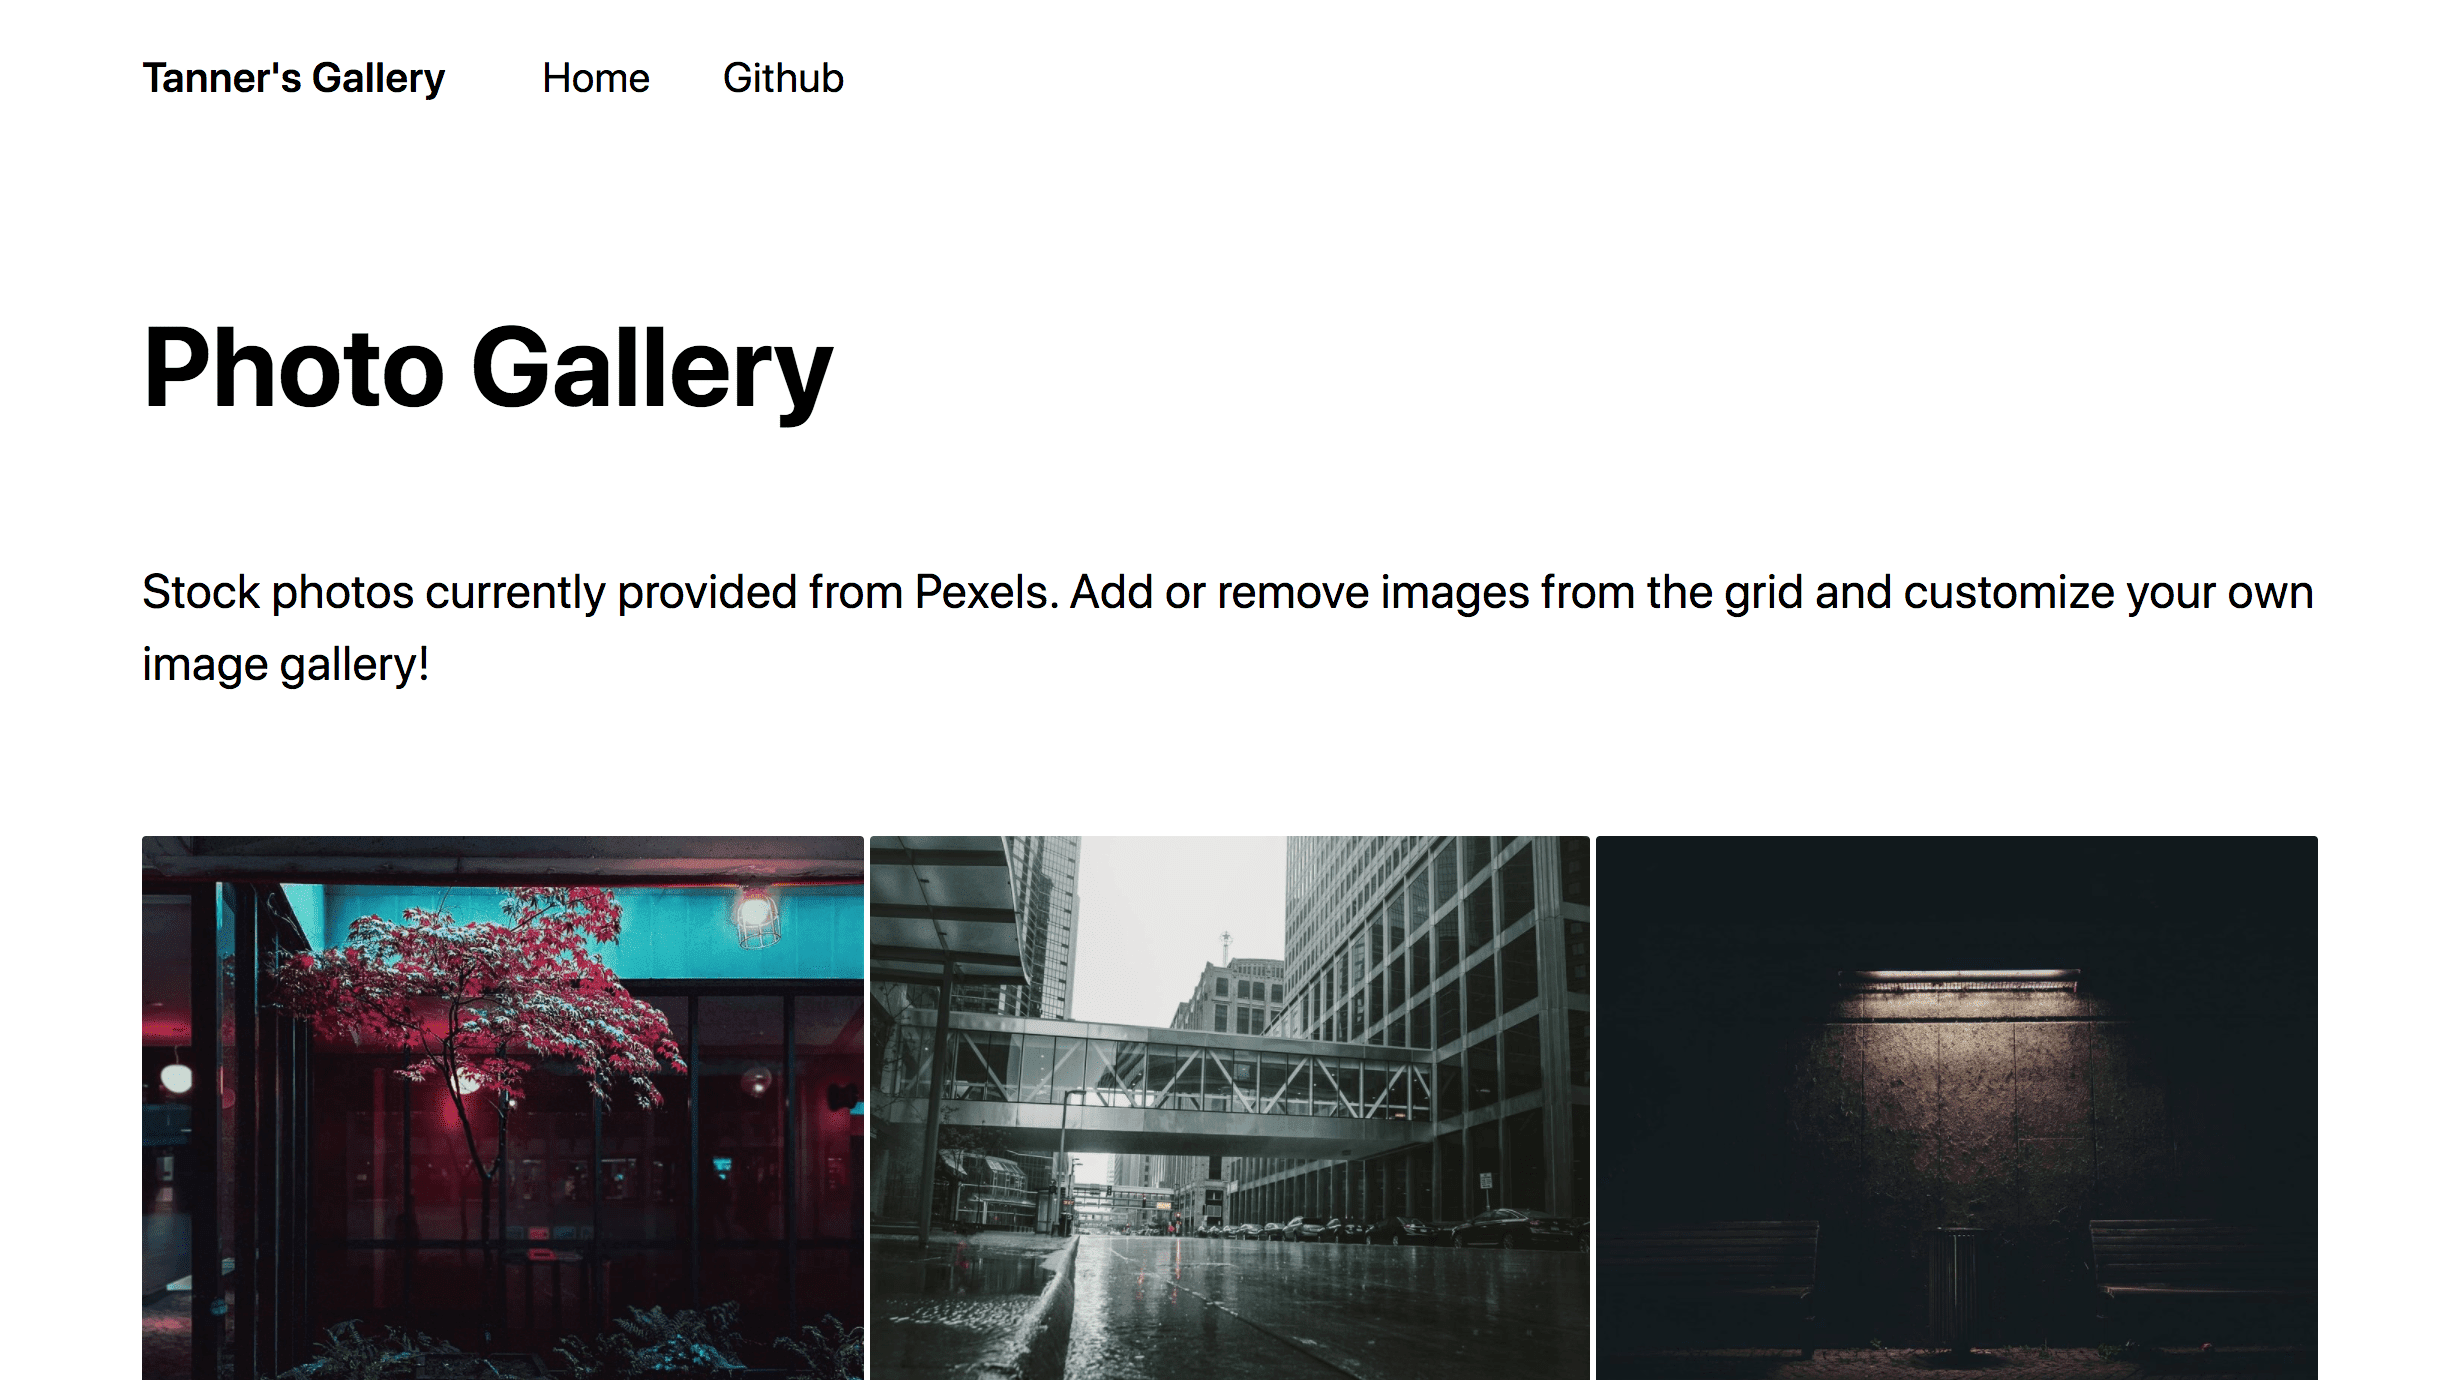 Tanner's Gallery Home Github
Photo Gallery
Stock photos currently provided from Pexels. Add or remove images from the grid and customize your own
image gallery!